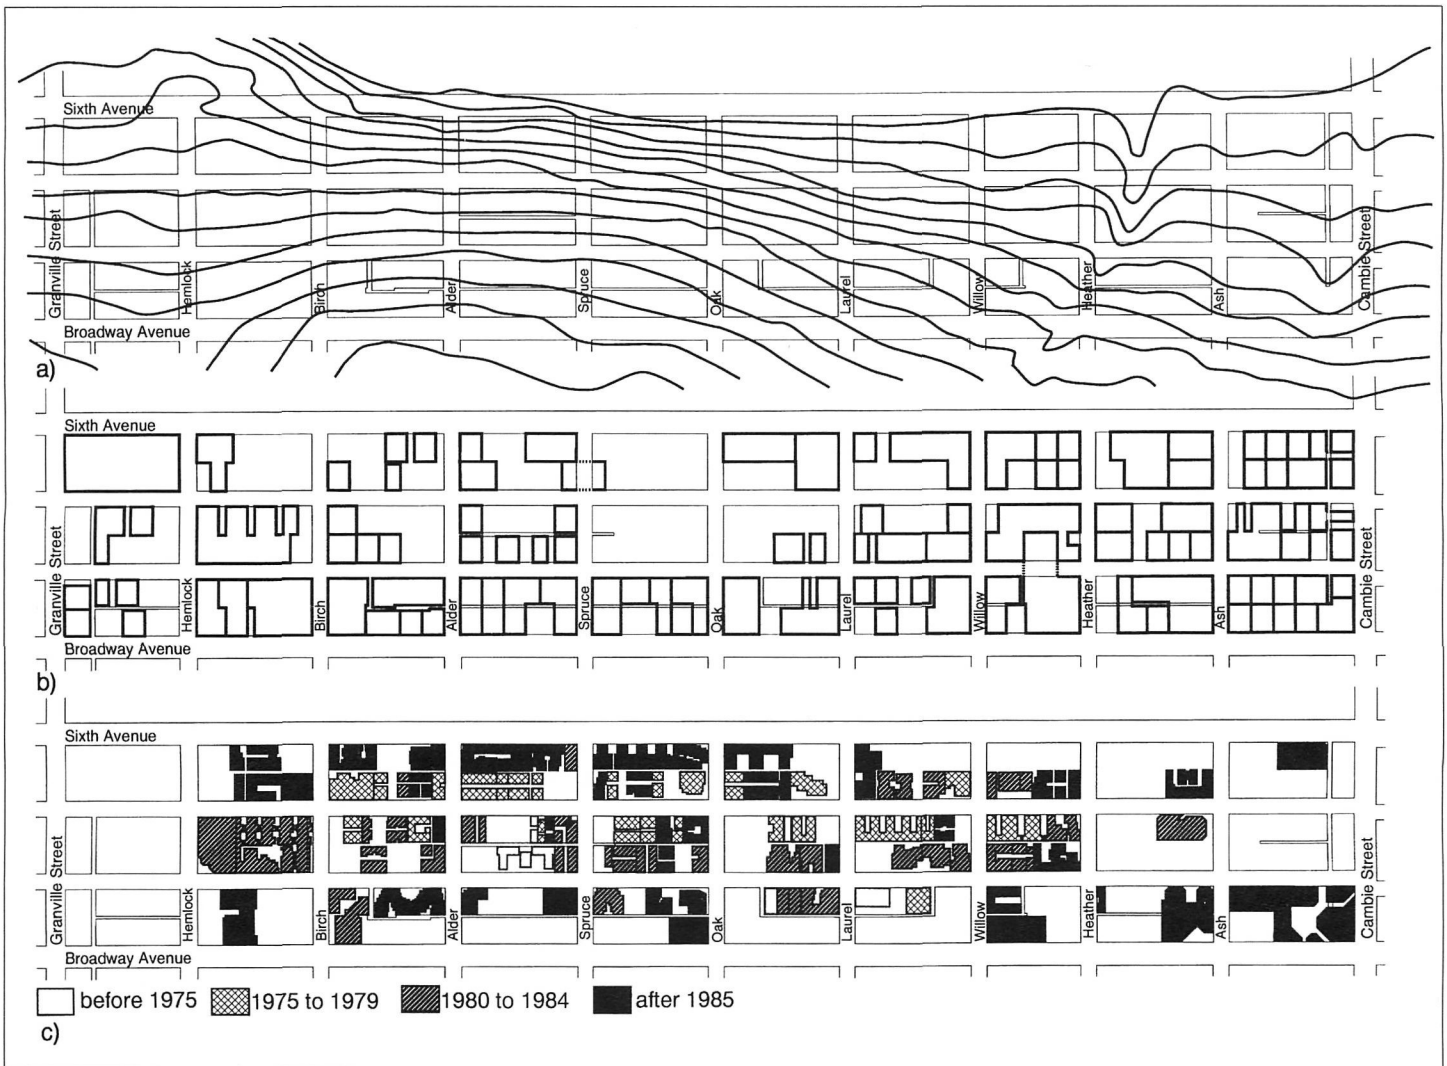 Sixth Avenue
Granville Street
Hemlock
Birch
Alder
Spruce
Oak
Laurel
Willow
Heather
Ash
Cambie Street
Broadway Avenue
a)
Sixth Avenue
Granville Street
Hemlock
Birch
Alder
Spruce
Oak
Laurel
Willow
Heather
Ash
Cambie Street
Broadway Avenue
b)
Sixth Avenue
Granville Street
Hemlock
Birch
Alder
Spruce
Oak
Laurel
Willow
Heather
Ash
Cambie Street
Broadway Avenue
before 1975 1975 to 1979 1980 to 1984 after 1985
c)